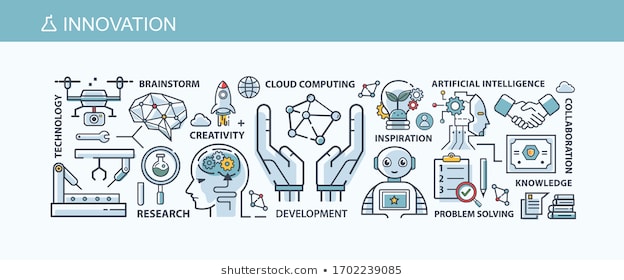 INNOVATION
TECHNOLOGY
BRAINSTORM
CREATIVITY
RESEARCH
CLOUD COMPUTING
DEVELOPMENT
INSPIRATION
ARTIFICIAL INTELLIGENCE
1
2
3
PROBLEM SOLVING
COLLABORATION
KNOWLEDGE
shutterstock.com • 1702239085